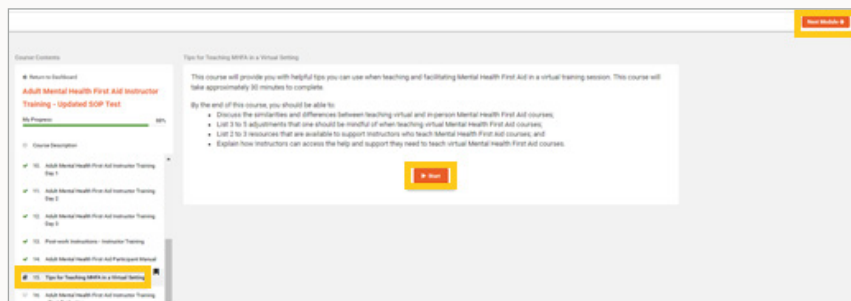 Next Module
Course Contents
Tips for Teaching MHFA in a Virtual Setting
Return to Dashboard
Adult Mental Health First Aid Instructor
Training - Updated SOP Test
My Progress
Course Description
10. Adult Mental Health First Aid Instructor Training
Day 1
11. Adult Mental Health First Aid Instructor Training
Day 2
12. Adult Mental Health First Aid Instructor Training
Day 3
13. Post-work Instructions - Instructor Training
14. Adult Mental Health First Aid Participant Manual
15. Tips for Teaching MHFA in a Virtual Setting
16. Adult Mental Health First Aid Instructor Training
This course will provide you with helpful tips you can use when teaching and facilitating Mental Health First Aid in a virtual training session. This course will
take approximately 30 minutes to complete.
By the end of this course, you should be able to:
• Discuss the similarities and differences between teaching virtual and in-person Mental Health First Aid courses;
• List 3 to 5 adjustments that one should be mindful of when teaching virtual Mental Health First Aid courses;
• List 2 to 3 resources that are available to support Instructors who teach Mental Health First Aid courses; and
• Explain how Instructors can access the help and support they need to teach virtual Mental Health First Aid courses.
Start